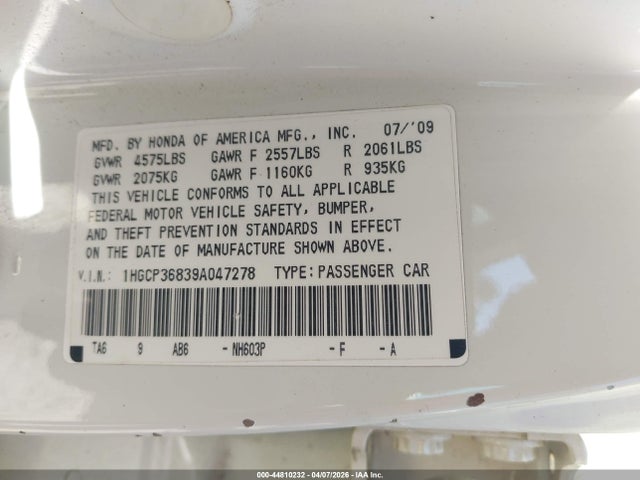 MFD. BY HONDA OF AMERICA MFG., INC. 07/'09
GVWR 4575LBS GAWR F 2557LBS R 2061LBS
GVWR 2075KG GAWR F 1160KG R 935KG
THIS VEHICLE CONFORMS TO ALL APPLICABLE
FEDERAL MOTOR VEHICLE SAFETY, BUMPER,
AND THEFT PREVENTION STANDARDS IN EFFECT
ON THE DATE OF MANUFACTURE SHOWN ABOVE.
V.I.N.: 1HGCP36839A047278 TYPE: PASSENGER CAR
TA6 9 AB6 - NH603P - F - A
000-44810232 - 04/07/2026 - IAA Inc.